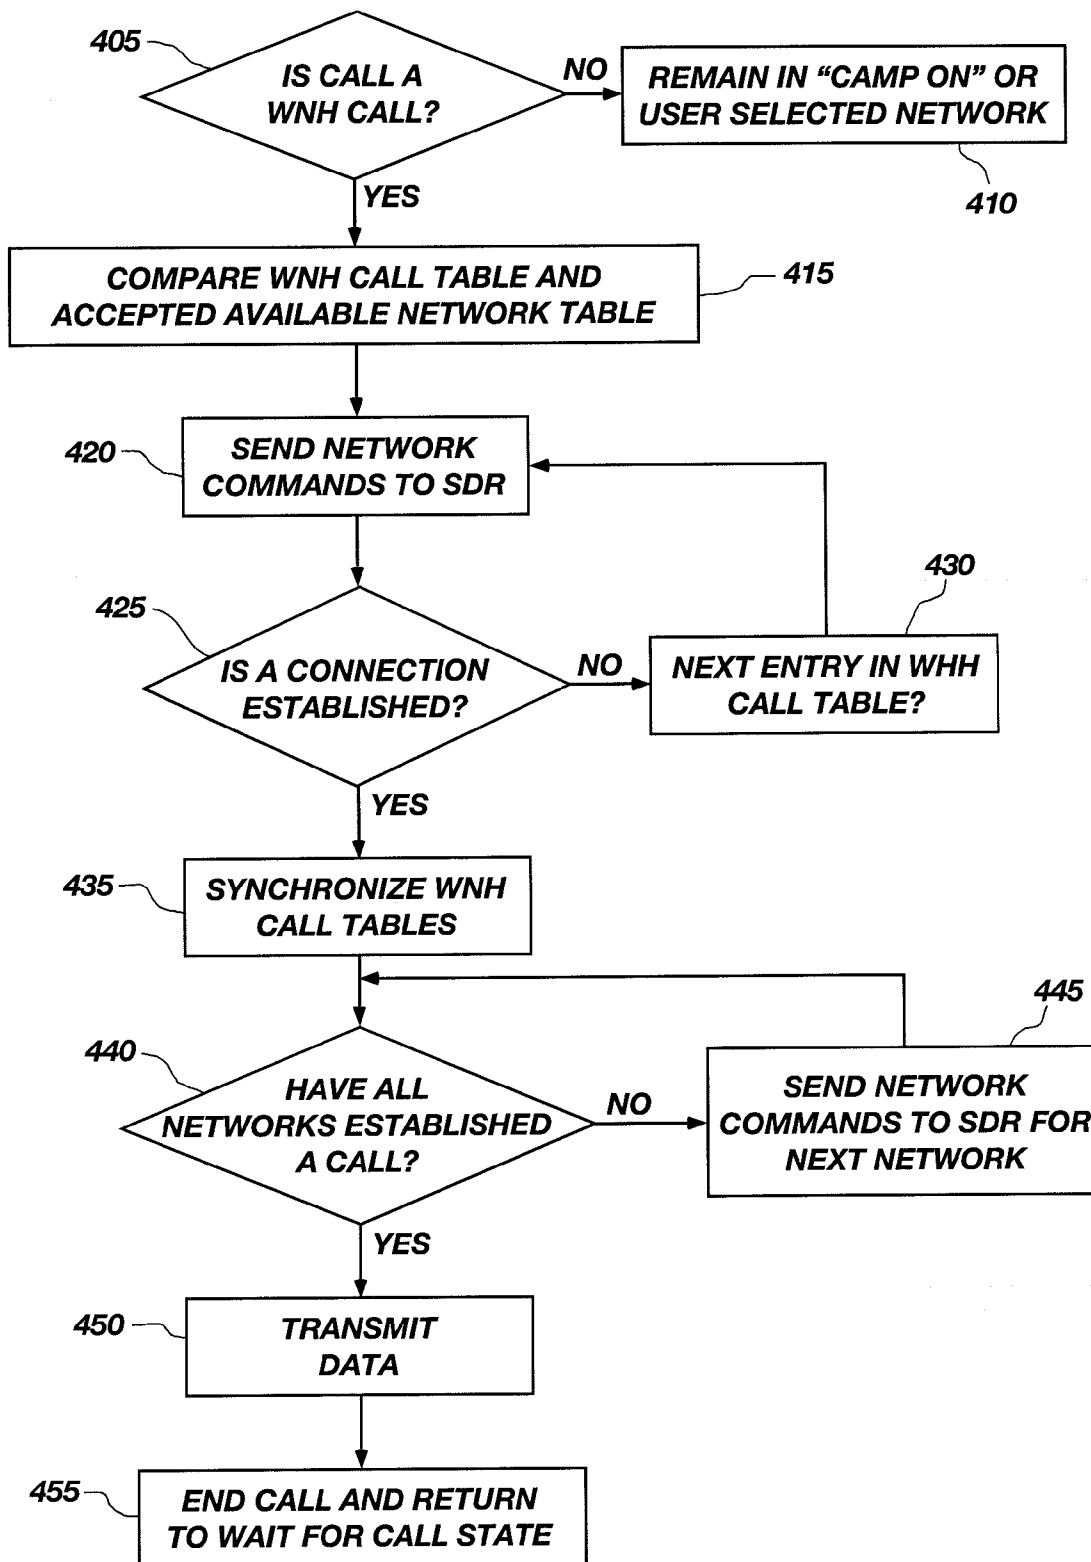 405
IS CALL A
WNH CALL?
NO
REMAIN IN “CAMP ON” OR
USER SELECTED NETWORK
410
YES
COMPARE WNH CALL TABLE AND
ACCEPTED AVAILABLE NETWORK TABLE
415
420
SEND NETWORK
COMMANDS TO SDR
425
IS A CONNECTION
ESTABLISHED?
NO
430
NEXT ENTRY IN WHH
CALL TABLE?
YES
435
SYNCHRONIZE WNH
CALL TABLES
440
HAVE ALL
NETWORKS ESTABLISHED
A CALL?
NO
445
SEND NETWORK
COMMANDS TO SDR FOR
NEXT NETWORK
YES
450
TRANSMIT
DATA
455
END CALL AND RETURN
TO WAIT FOR CALL STATE